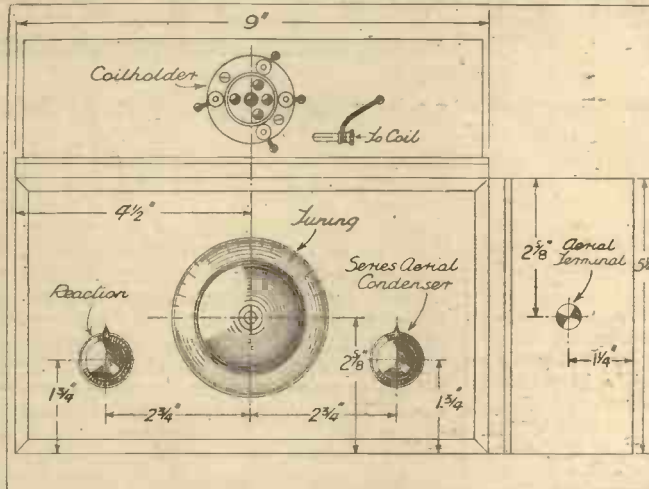 9"
Coilholder
To Coil
4½"
Tuning
Series Aerial
Condenser
Reaction
2⅝"
Aerial
Terminal
1¼"
2⅝"
1¾"
1¾"
2¾"
2¾"